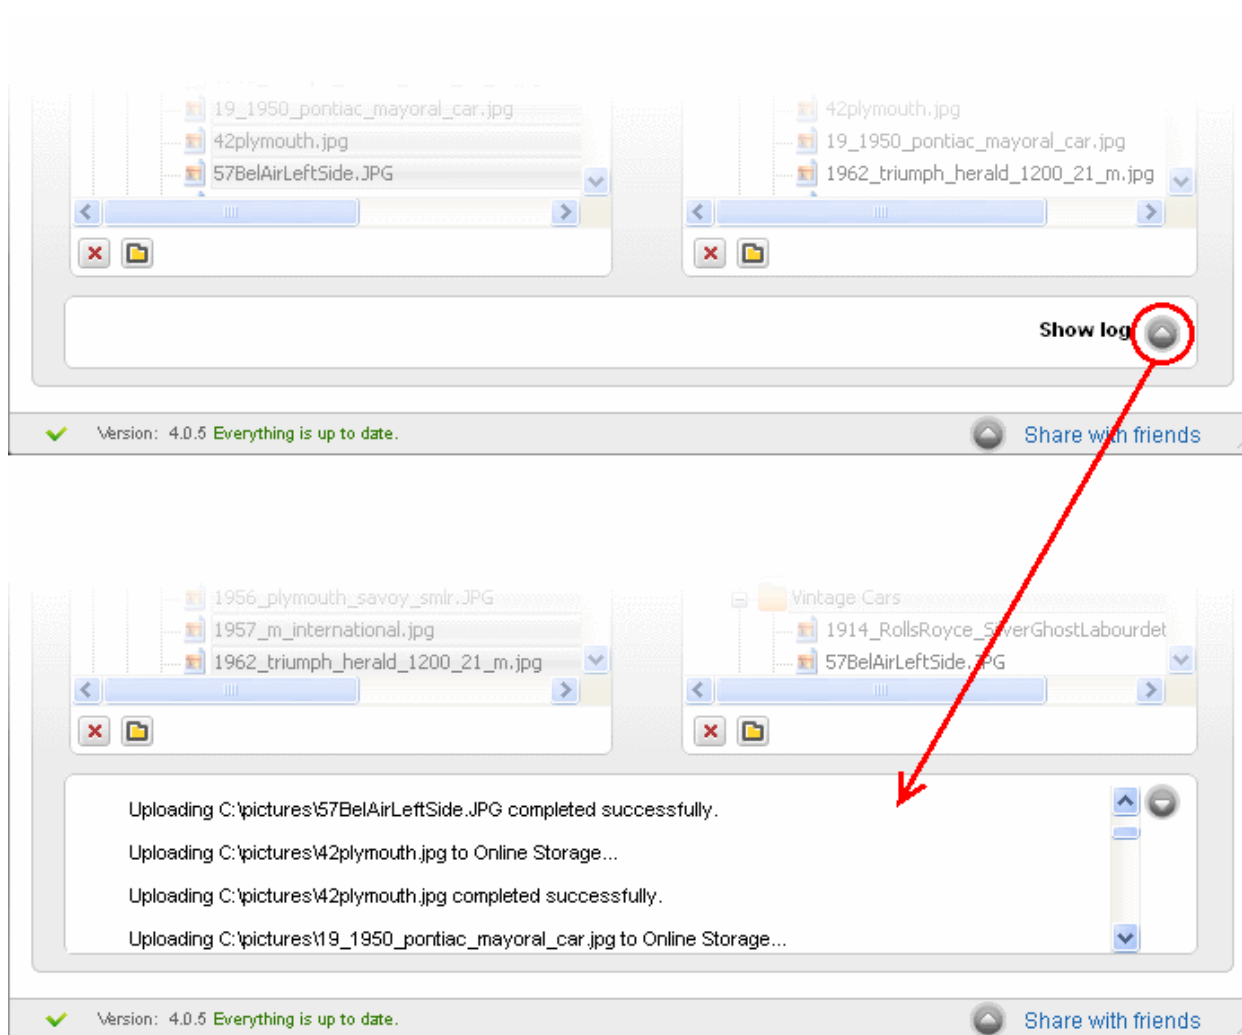 19_1950_pontiac_mayoral_car.jpg
42plymouth.jpg
57BelAirLeftSide.JPG
42plymouth.jpg
19_1950_pontiac_mayoral_car.jpg
1962_triumph_herald_1200_21_m.jpg
Show log
Version: 4.0.5 Everything is up to date.
Share with friends
1956_plymouth_savoy_smlr.JPG
1957_m_international.jpg
1962_triumph_herald_1200_21_m.jpg
Vintage Cars
1914_RollsRoyce_SilverGhostLabourdet
57BelAirLeftSide.JPG
Uploading C:\pictures\57BelAirLeftSide.JPG completed successfully.
Uploading C:\pictures\42plymouth.jpg to Online Storage...
Uploading C:\pictures\42plymouth.jpg completed successfully.
Uploading C:\pictures\19_1950_pontiac_mayoral_car.jpg to Online Storage...
Version: 4.0.5 Everything is up to date.
Share with friends